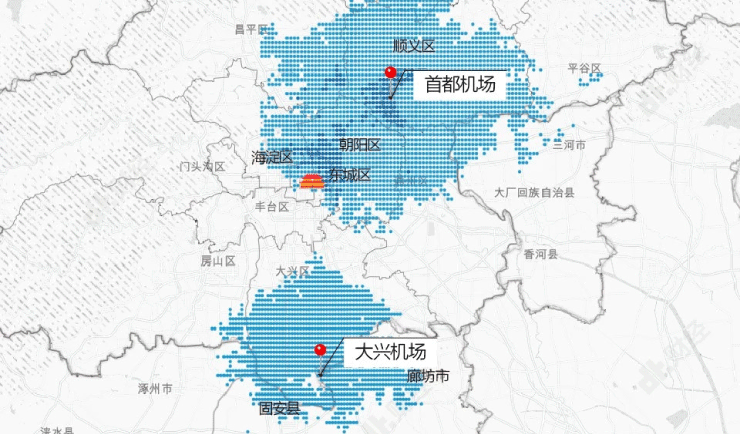 昌平区
顺义区
平谷区
首都机场
朝阳区
三河市
海淀区
门头沟区
东城区
大厂回族自治县
丰台区
香河县
房山区
大兴区
大兴机场
廊坊市
涿州市
固安县
涞水县